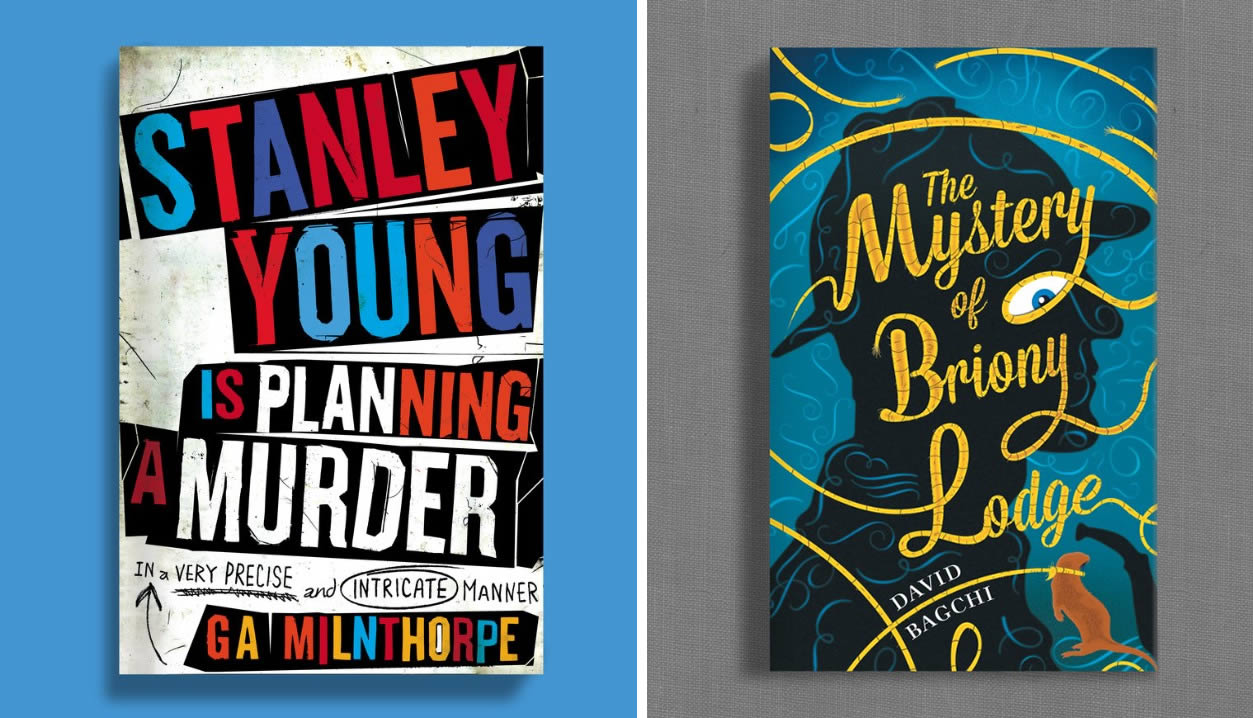 STANLEY
YOUNG
IS PLANNING
A MURDER
IN a VERY PRECISE and INTRICATE MANNER
GA MILNTHORPE
The
Mystery
of
Briony
Lodge
DAVID
BAGCHI